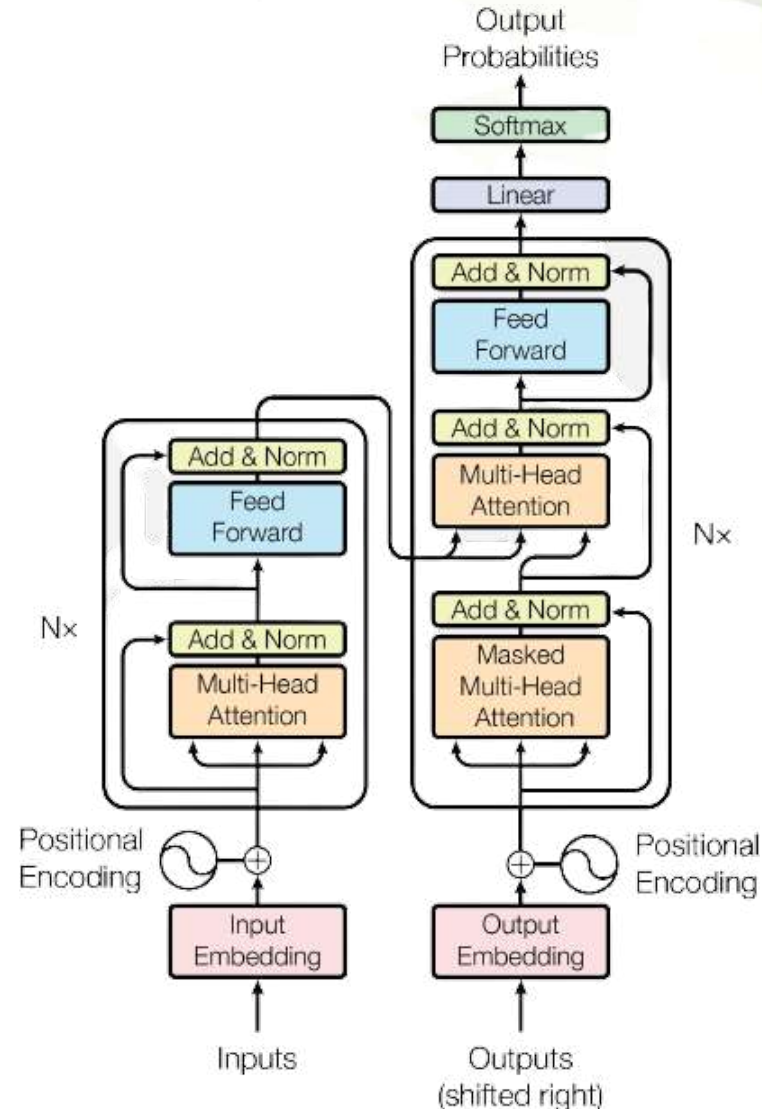 Output
Probabilities
Softmax
Linear
Add & Norm
Feed
Forward
Add & Norm
Multi-Head
Attention
Nx
Add & Norm
Masked
Multi-Head
Attention
Add & Norm
Feed
Forward
Nx
Add & Norm
Multi-Head
Attention
Positional
Encoding
Positional
Encoding
Input
Embedding
Output
Embedding
Inputs
Outputs
(shifted right)